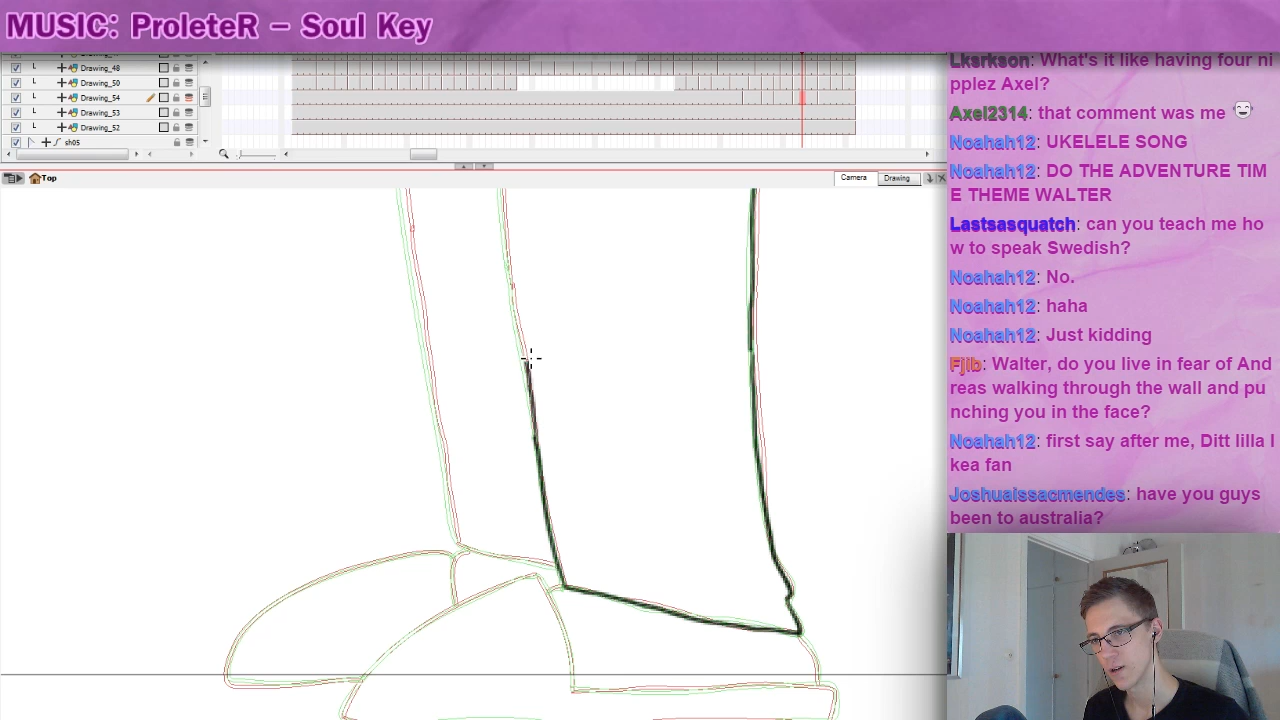 MUSIC: ProleteR – Soul Key
Drawing_48
Drawing_50
Drawing_54
Drawing_53
Drawing_52
sh05
Top
Camera
Drawing
Lksrkson: What's it like having four ni
pplez Axel?
Axel2314: that comment was me
Noahah12: UKELELE SONG
Noahah12: DO THE ADVENTURE TIM
E THEME WALTER
Lastsasquatch: can you teach me ho
w to speak Swedish?
Noahah12: No.
Noahah12: haha
Noahah12: Just kidding
Fjib: Walter, do you live in fear of And
reas walking through the wall and pu
nching you in the face?
Noahah12: first say after me, Ditt lilla I
kea fan
Joshuaissacmendes: have you guys
been to australia?